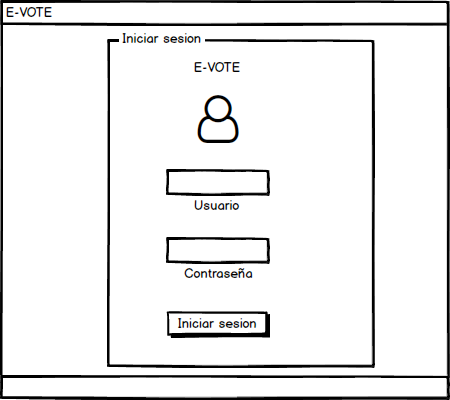 E-VOTE
Iniciar sesion
E-VOTE
Usuario
Contraseña
Iniciar sesion